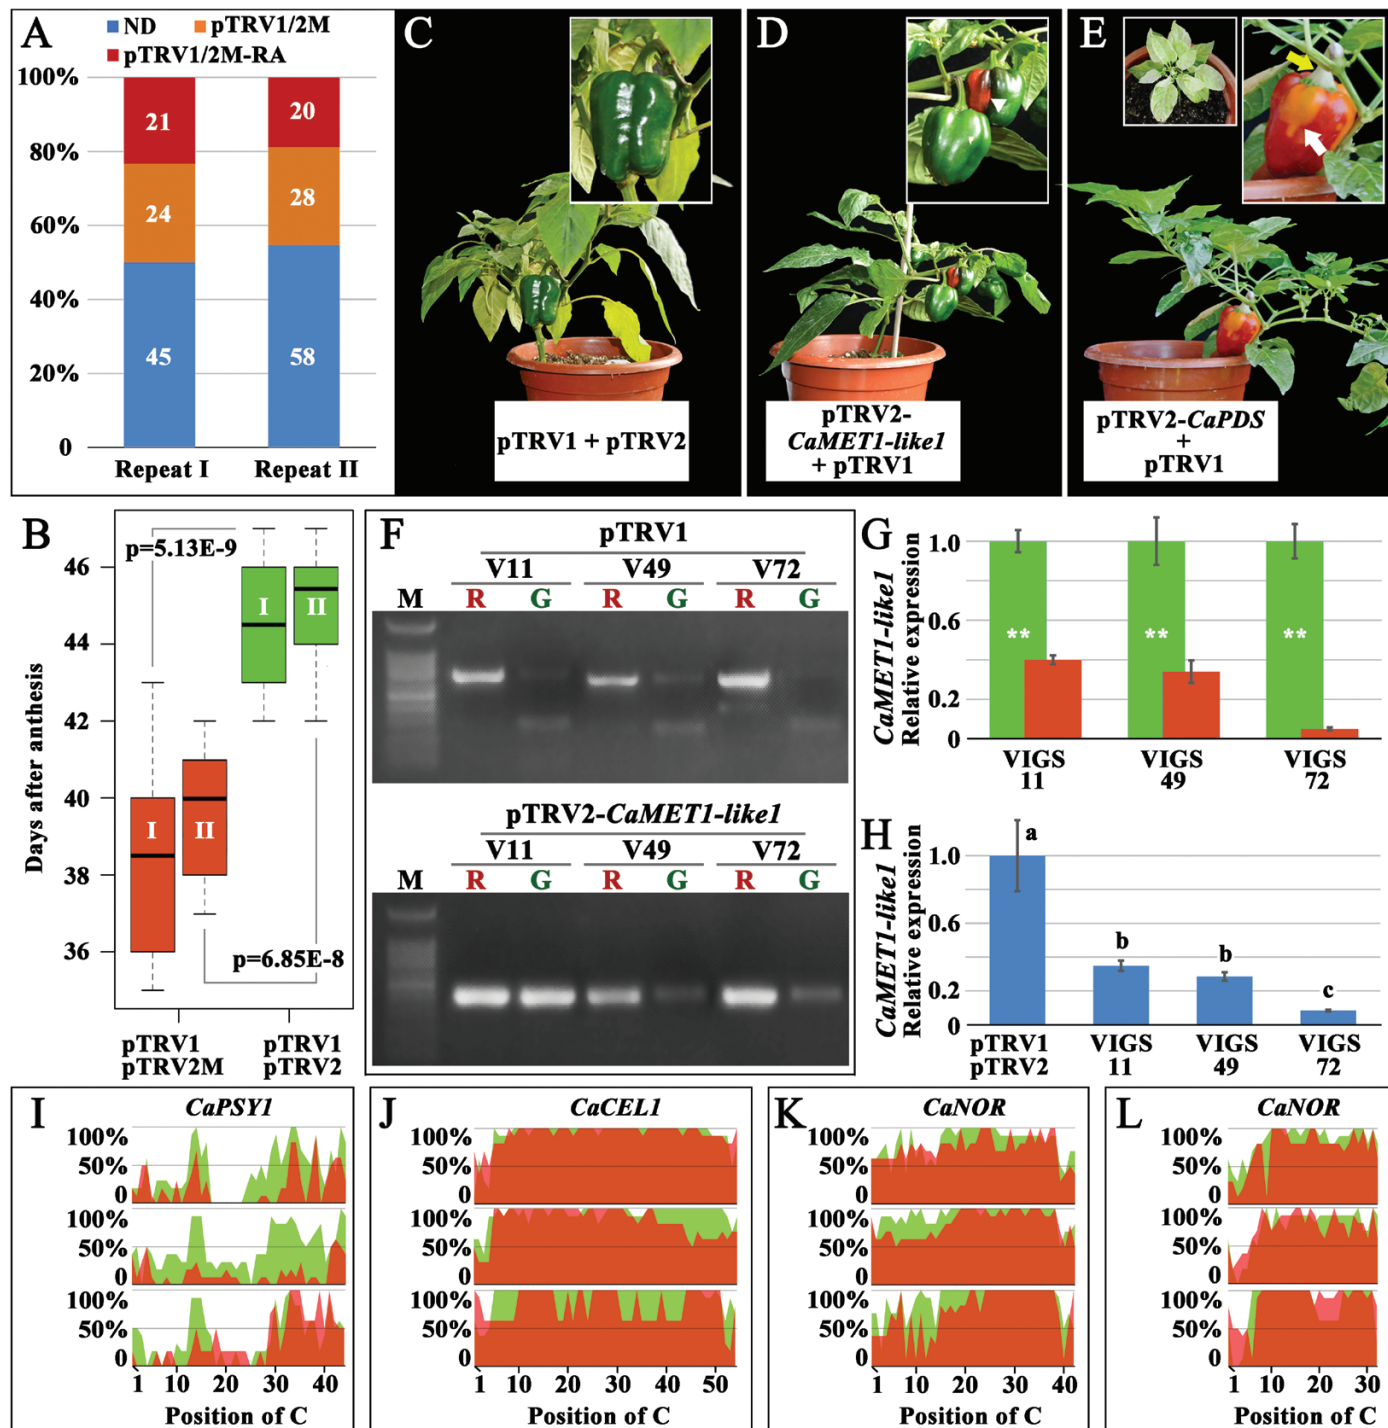 A
ND
pTRV1/2M
pTRV1/2M-RA
100%
80%
60%
40%
20%
0
21
24
45
20
28
58
Repeat I
Repeat II
C
pTRV1 + pTRV2
D
pTRV2-
CaMET1-like1
+ pTRV1
E
pTRV2-CaPDS
+
pTRV1
B
Days after anthesis
46
44
42
40
38
36
p=5.13E-9
I
II
I
II
p=6.85E-8
pTRV1
pTRV2M
pTRV1
pTRV2
F
pTRV1
V11 V49 V72
M R G R G R G
pTRV2-CaMET1-like1
V11 V49 V72
M R G R G R G
G
CaMET1-like1
Relative expression
1.0
0.6
0.2
0
** ** **
VIGS VIGS VIGS
11 49 72
H
CaMET1-like1
Relative expression
1.0
0.6
0.2
0
a
b
b
c
pTRV1 VIGS VIGS VIGS
pTRV2 11 49 72
I
CaPSY1
100%
50%
0
100%
50%
0
100%
50%
0
1 10 20 30 40
Position of C
J
CaCEL1
100%
50%
0
100%
50%
0
100%
50%
0
1 10 20 30 40 50
Position of C
K
CaNOR
100%
50%
0
100%
50%
0
100%
50%
0
1 10 20 30 40
Position of C
L
CaNOR
100%
50%
0
100%
50%
0
100%
50%
0
1 10 20 30
Position of C